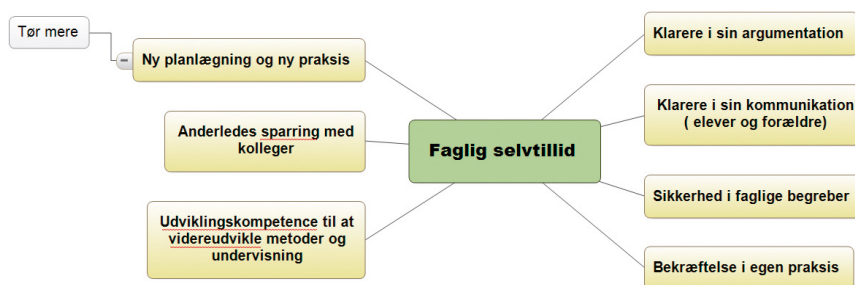 Tør mere
Ny planlægning og ny praksis
Anderledes sparring med
kolleger
Udviklingskompetence til at
videreudvikle metoder og
undervisning
Faglig selvtillid
Klarere i sin argumentation
Klarere i sin kommunikation
( elever og forældre)
Sikkerhed i faglige begreber
Bekræftelse i egen praksis